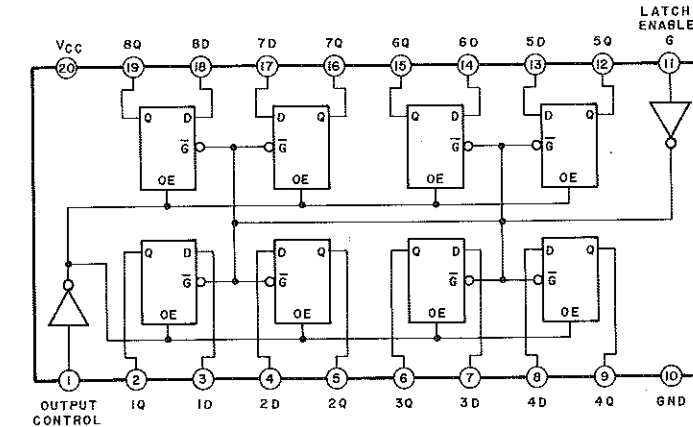 LATCH
ENABLE
VCC 8Q 8D 7D 7Q 6Q 6D 5D 5Q G
20 19 18 17 16 15 14 13 12 11
Q D D Q Q D D Q
G G G G
OE OE OE OE
Q D D Q Q D D Q
G G G G
OE OE OE OE
1 2 3 4 5 6 7 8 9 10
OUTPUT
CONTROL
1Q 1D 2D 2Q 3Q 3D 4D 4Q GND